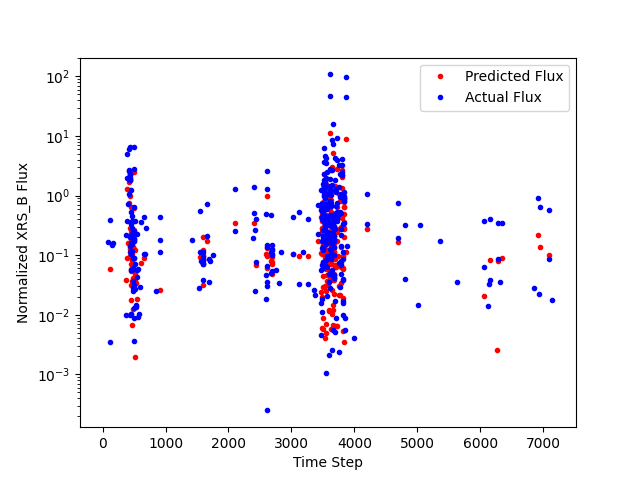 Predicted Flux
Actual Flux
10²
10¹
10⁰
10⁻¹
10⁻²
10⁻³
Normalized XRS_B Flux
0 1000 2000 3000 4000 5000 6000 7000
Time Step